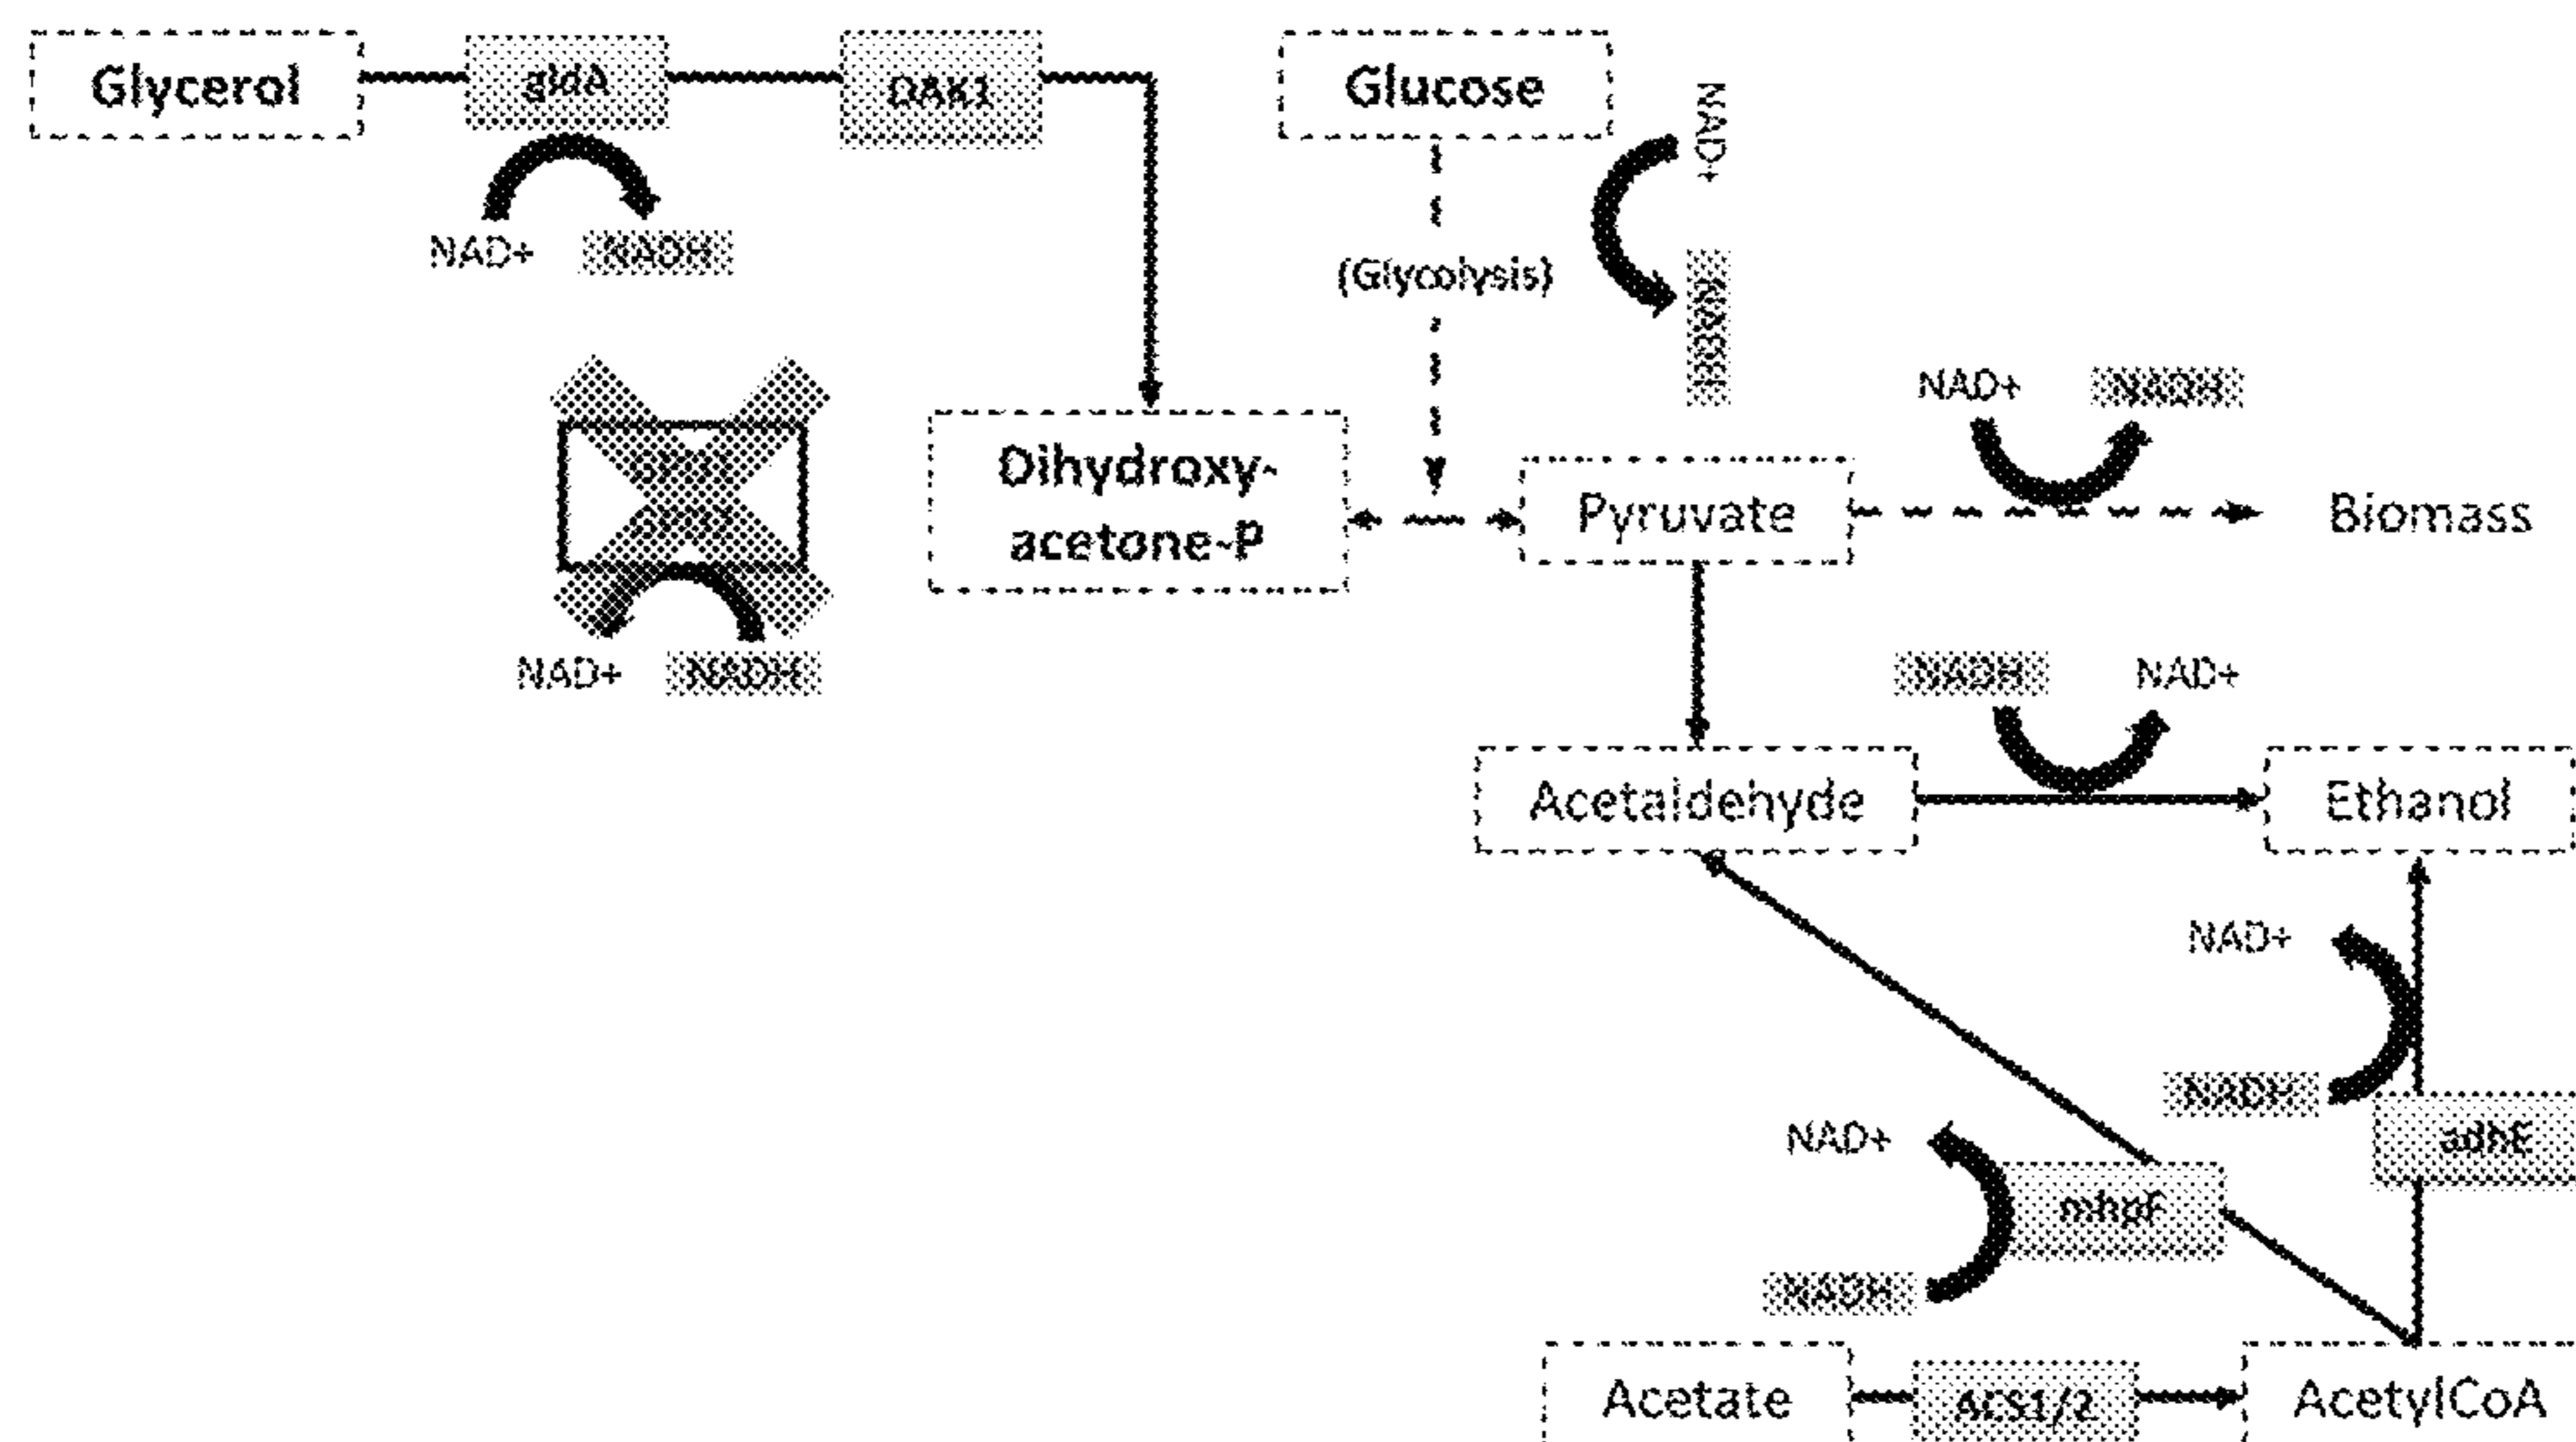 Glycerol
gldA
DAK1
Glucose
NAD+
NAD+
NADH
(Glycolysis)
NADH
NAD+
NADH
Dihydroxy-
acetone-P
Pyruvate
Biomass
NAD+
NADH
NADH
NAD+
Acetaldehyde
Ethanol
NAD+
NADH
NAD+
adhE
mhpF
NADH
Acetate
ACS1/2
AcetylCoA